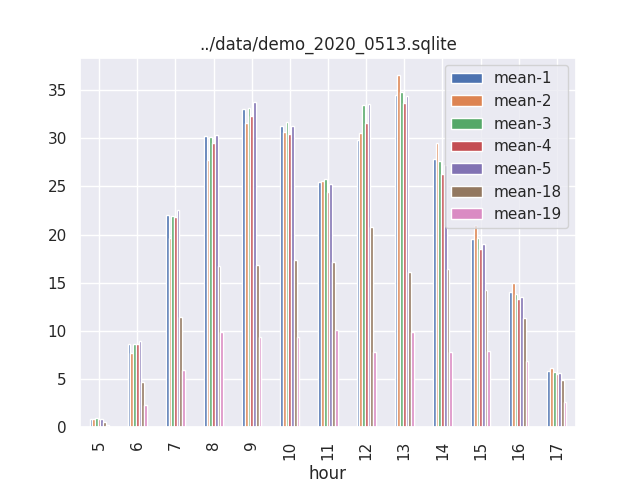 ../data/demo_2020_0513.sqlite
mean-1
mean-2
mean-3
mean-4
mean-5
mean-18
mean-19
35
30
25
20
15
10
5
0
5 6 7 8 9 10 11 12 13 14 15 16 17
hour